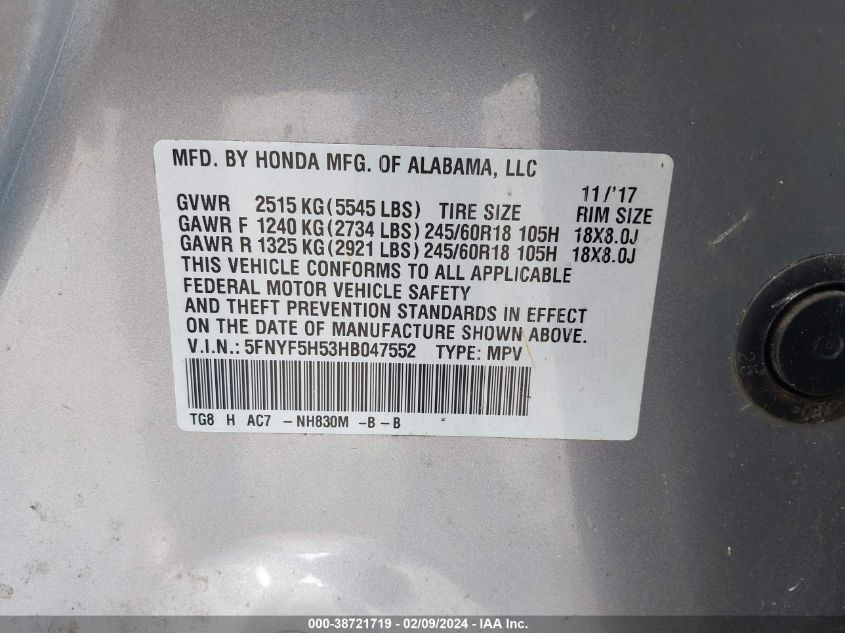 MFD. BY HONDA MFG. OF ALABAMA, LLC
11/'17
GVWR 2515 KG(5545 LBS) TIRE SIZE RIM SIZE
GAWR F 1240 KG(2734 LBS)245/60R18 105H 18X8.0J
GAWR R 1325 KG(2921 LBS)245/60R18 105H 18X8.0J
THIS VEHICLE CONFORMS TO ALL APPLICABLE
FEDERAL MOTOR VEHICLE SAFETY
AND THEFT PREVENTION STANDARDS IN EFFECT
ON THE DATE OF MANUFACTURE SHOWN ABOVE.
V.I.N.: 5FNYF5H53HB047552 TYPE: MPV
TG8 H AC7 -NH830M -B-B
000-38721719 - 02/09/2024 - IAA Holdings, LLC.